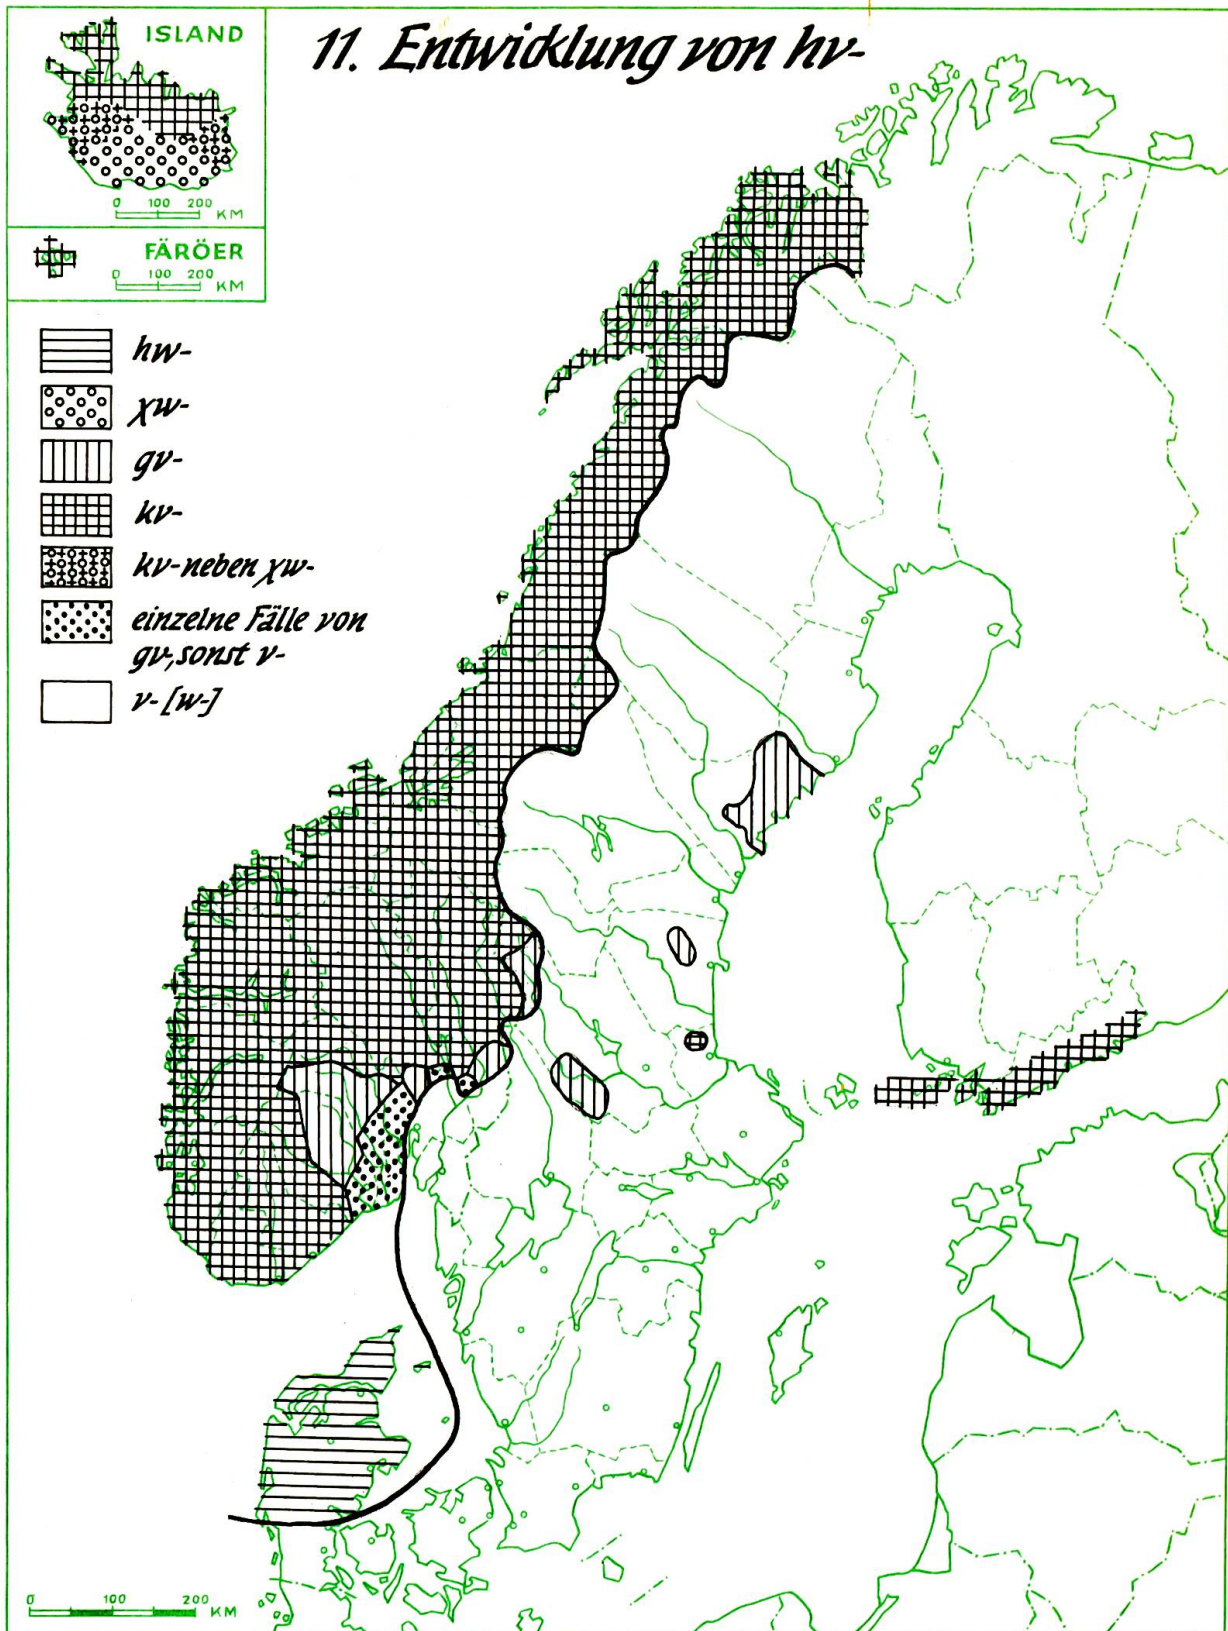 11. Entwicklung von hv-
ISLAND
0 100 200
KM
FÄRÖER
0 100 200
KM
hw-
χw-
gv-
kv-
kv- neben χw-
einzelne Fälle von
gv-, sonst v-
v- [w-]
0 100 200
KM